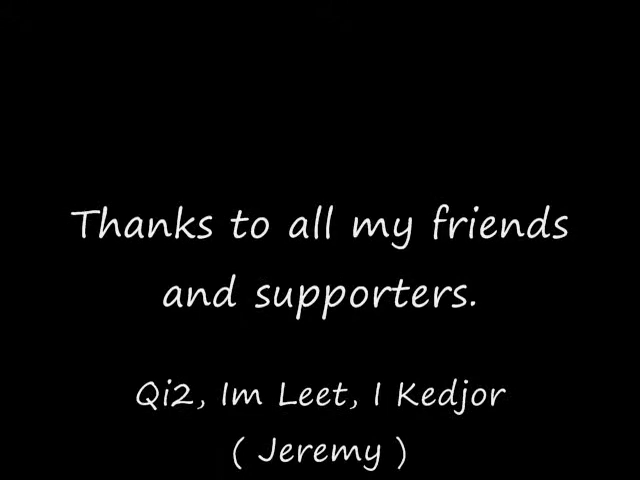 Thanks to all my friends
and supporters.
Qi2, Im Leet, I Kedjor
( Jeremy )